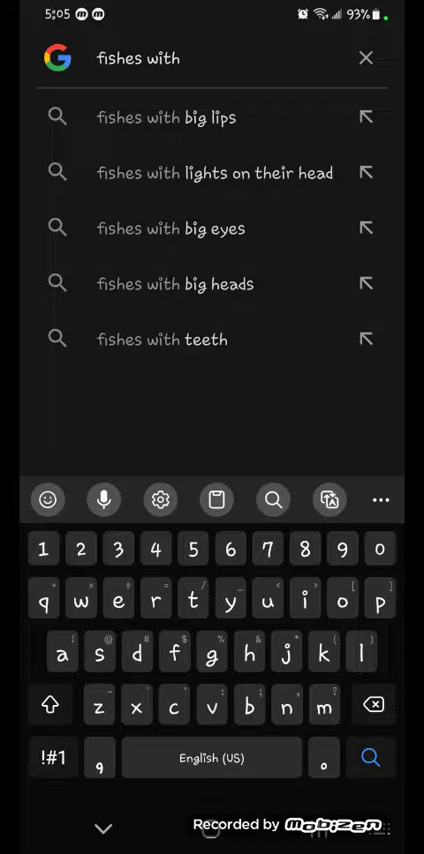 5:05 93%
fishes with
fishes with big lips
fishes with lights on their head
fishes with big eyes
fishes with big heads
fishes with teeth
1 2 3 4 5 6 7 8 9 0
q w e r t y u i o p
a s d f g h j k l
z x c v b n m
!#1 , English (US) .
Recorded by mobizen